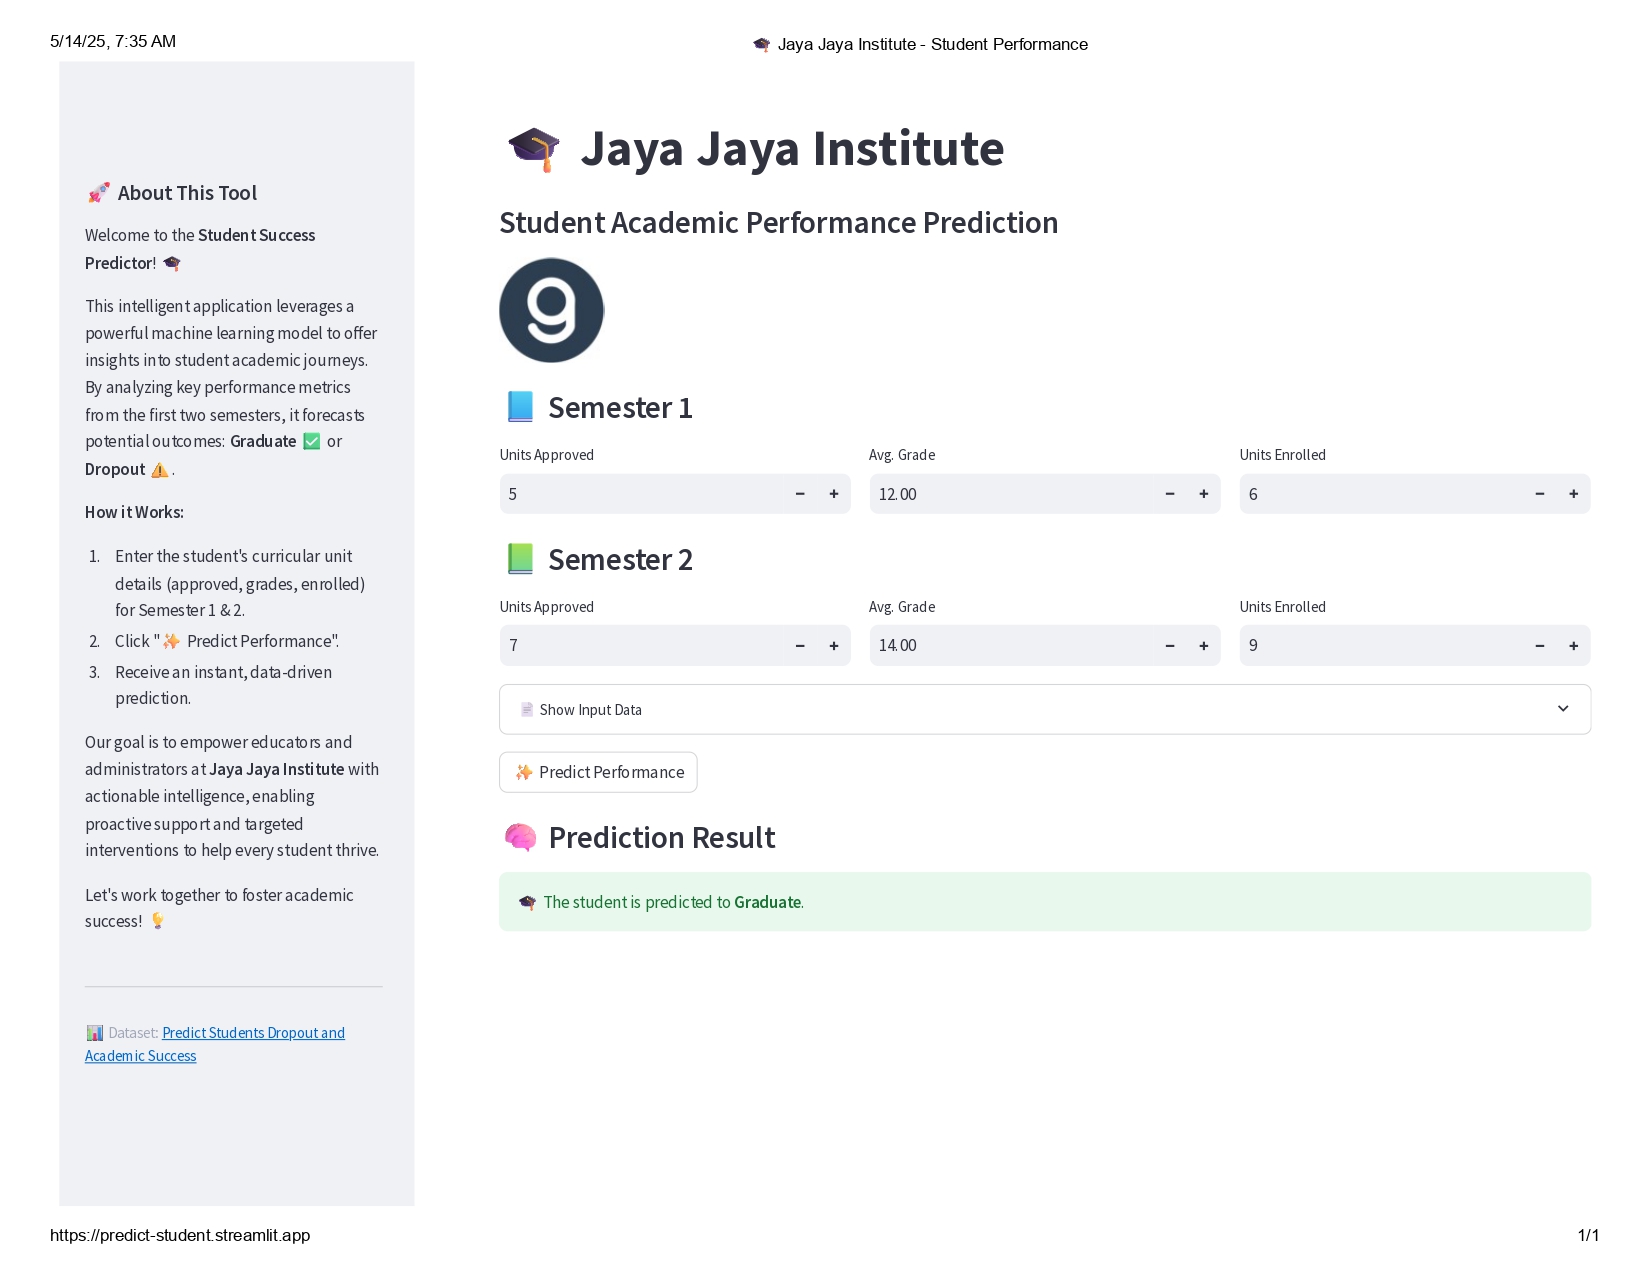 5/14/25, 7:35 AM
🎓 Jaya Jaya Institute - Student Performance
🚀 About This Tool
Welcome to the Student Success
Predictor! 🎓
This intelligent application leverages a
powerful machine learning model to offer
insights into student academic journeys.
By analyzing key performance metrics
from the first two semesters, it forecasts
potential outcomes: Graduate ✅ or
Dropout ⚠️.
How it Works:
1. Enter the student's curricular unit
details (approved, grades, enrolled)
for Semester 1 & 2.
2. Click "✨ Predict Performance".
3. Receive an instant, data-driven
prediction.
Our goal is to empower educators and
administrators at Jaya Jaya Institute with
actionable intelligence, enabling
proactive support and targeted
interventions to help every student thrive.
Let's work together to foster academic
success! 💡
📊 Dataset: Predict Students Dropout and
Academic Success
🎓 Jaya Jaya Institute
Student Academic Performance Prediction
g
📘 Semester 1
Units Approved Avg. Grade Units Enrolled
5 − + 12.00 − + 6 − +
📗 Semester 2
Units Approved Avg. Grade Units Enrolled
7 − + 14.00 − + 9 − +
📄 Show Input Data
✨ Predict Performance
🧠 Prediction Result
🎓 The student is predicted to Graduate.
https://predict-student.streamlit.app
1/1